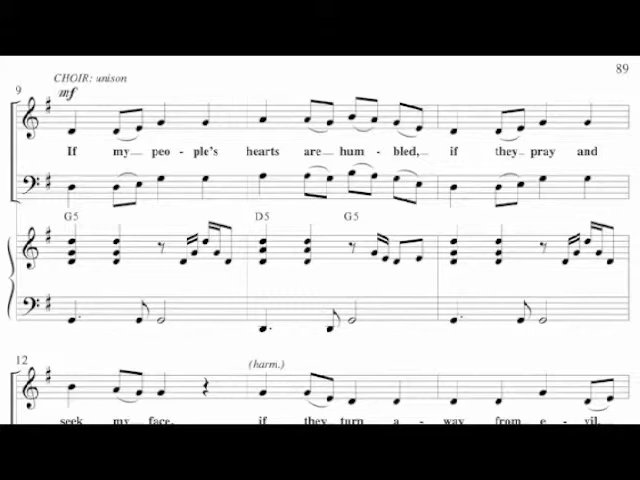 89
CHOIR: unison
9
mf
If my peo - ple's hearts are hum - bled, if they pray and
G5 D5 G5
12
(harm.)
seek my face, if they turn a - way from e - vil,